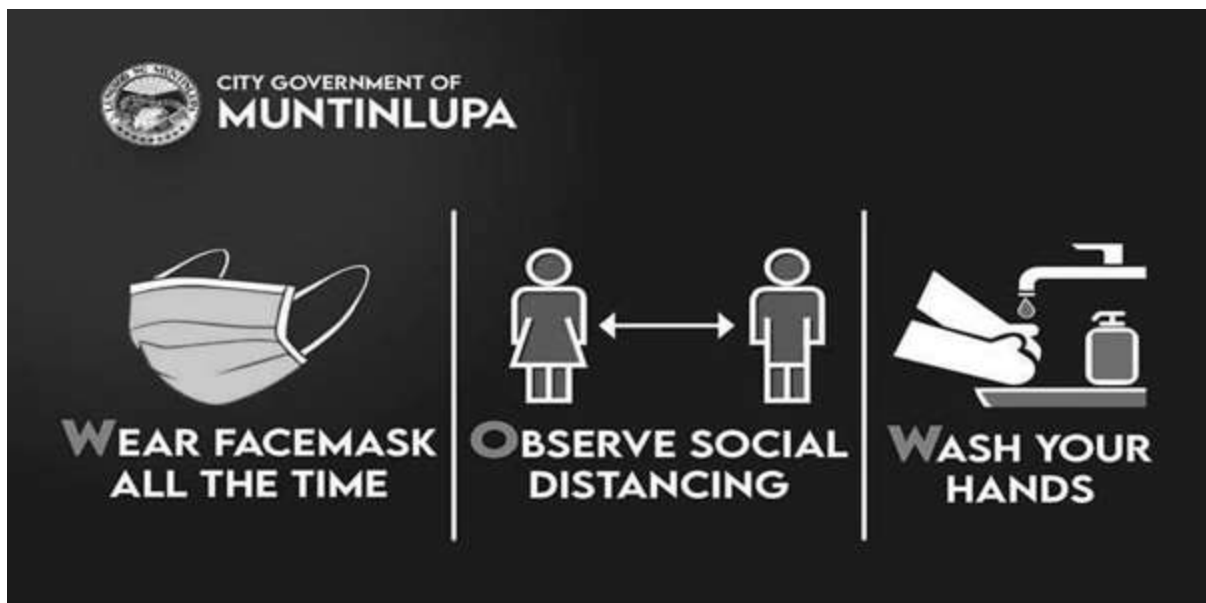 CITY GOVERNMENT OF
MUNTINLUPA
WEAR FACEMASK
ALL THE TIME
OBSERVE SOCIAL
DISTANCING
WASH YOUR
HANDS